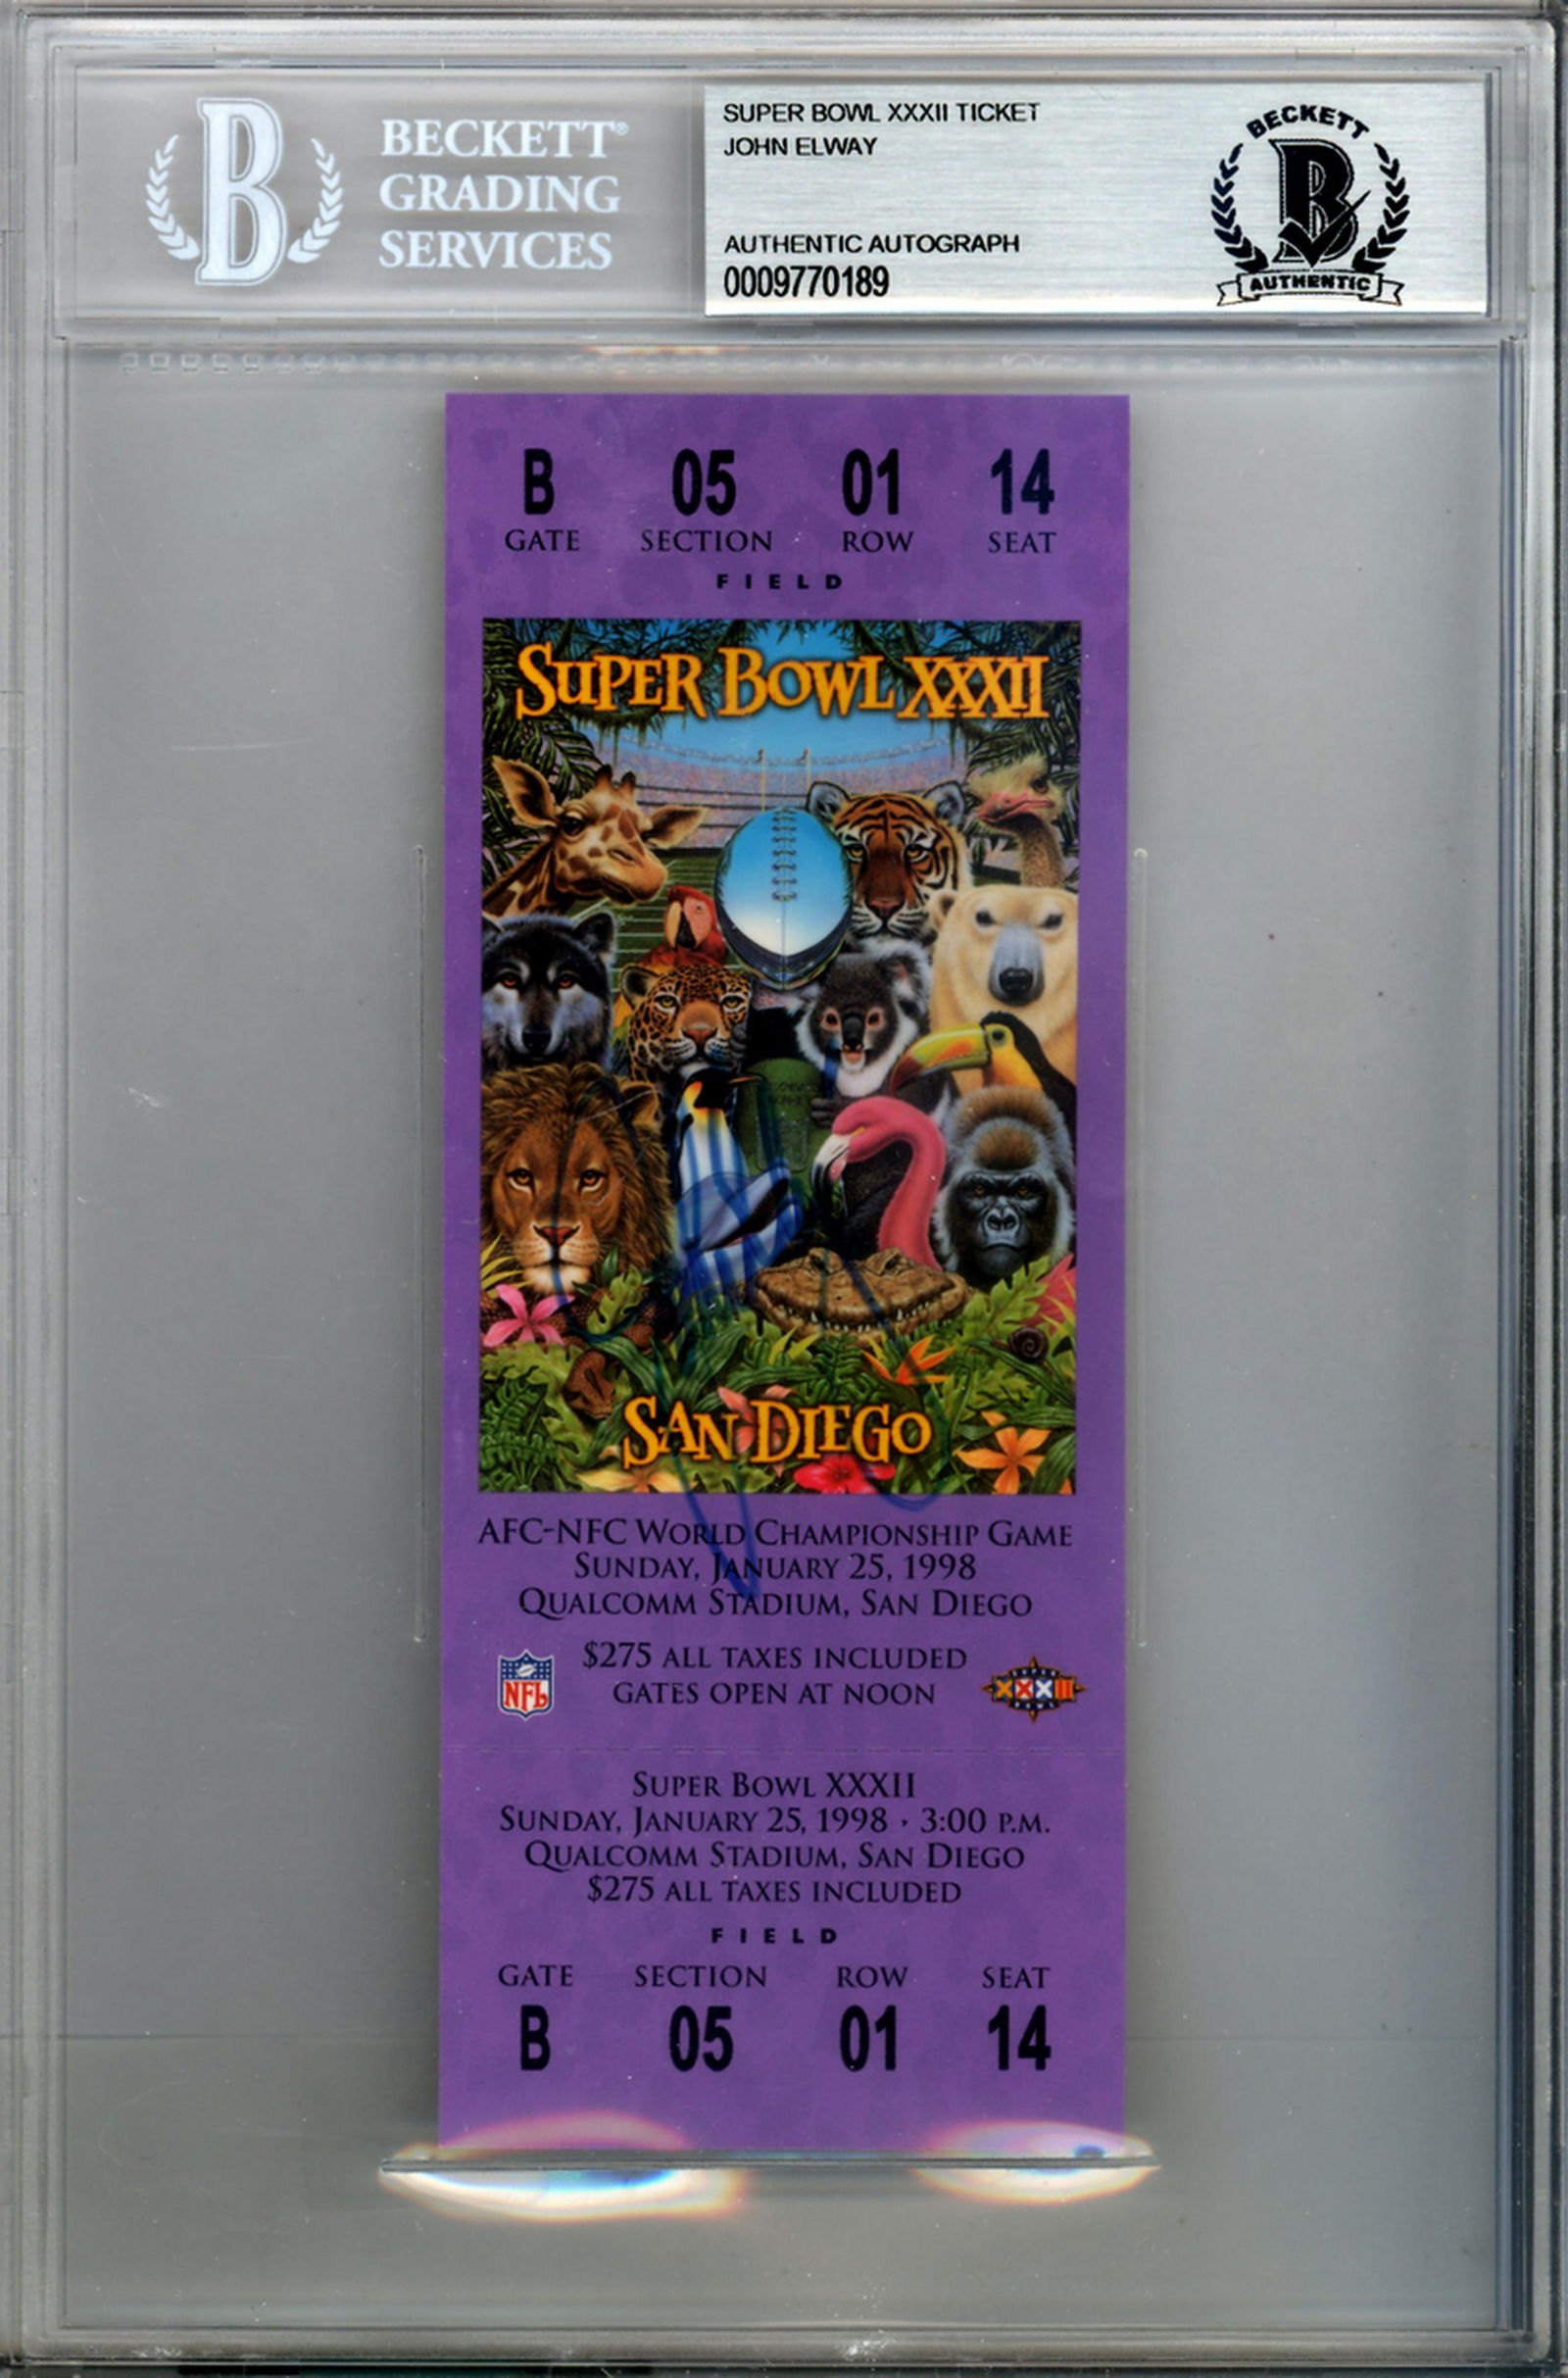 BECKETT®
GRADING
SERVICES
SUPER BOWL XXXII TICKET
JOHN ELWAY
AUTHENTIC AUTOGRAPH
0009770189
BECKETT
B
AUTHENTIC
B 05 01 14
GATE SECTION ROW SEAT
FIELD
SUPER BOWL XXXII
SAN DIEGO
AFC-NFC WORLD CHAMPIONSHIP GAME
SUNDAY, JANUARY 25, 1998
QUALCOMM STADIUM, SAN DIEGO
$275 ALL TAXES INCLUDED
GATES OPEN AT NOON
NFL
SUPER
XXXII
BOWL
SUPER BOWL XXXII
SUNDAY, JANUARY 25, 1998 · 3:00 P.M.
QUALCOMM STADIUM, SAN DIEGO
$275 ALL TAXES INCLUDED
FIELD
GATE SECTION ROW SEAT
B 05 01 14